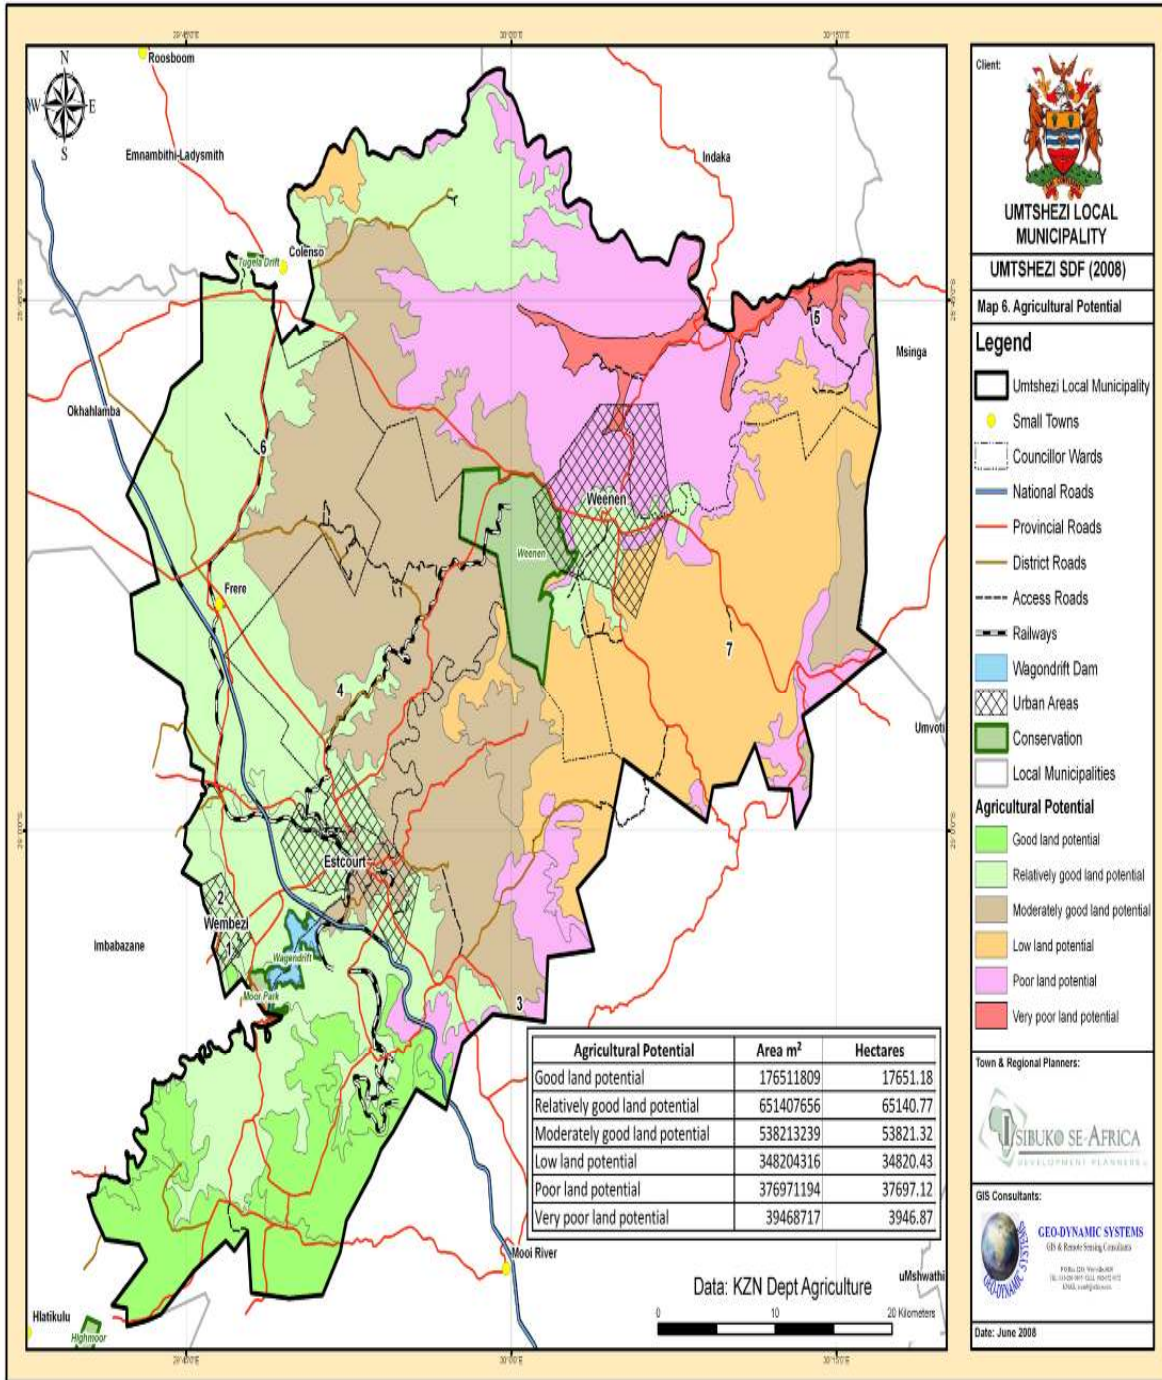 Roosboom
N
W
E
S
Emnambithi-Ladysmith
Indaka
Colenso
Tugela Drift
Msinga
Okhahlamba
5
6
Weenen
Weenen
Frere
7
4
Umvoti
Estcourt
2
Wembezi
1
Imbabazane
Wagendrift
Moor Park
3
Mooi River
uMshwathi
Hlatikulu
Highmoor
30°00'E
30°15'E
Agricultural Potential Area m² Hectares
Good land potential 176511809 17651.18
Relatively good land potential 651407656 65140.77
Moderately good land potential 538213239 53821.32
Low land potential 348204316 34820.43
Poor land potential 376971194 37697.12
Very poor land potential 39468717 3946.87
Data: KZN Dept Agriculture
0 10 20 Kilometers
Client:
UMTSHEZI LOCAL
MUNICIPALITY
UMTSHEZI SDF (2008)
Map 6. Agricultural Potential
Legend
Umtshezi Local Municipality
Small Towns
Councillor Wards
National Roads
Provincial Roads
District Roads
Access Roads
Railways
Wagondrift Dam
Urban Areas
Conservation
Local Municipalities
Agricultural Potential
Good land potential
Relatively good land potential
Moderately good land potential
Low land potential
Poor land potential
Very poor land potential
Town & Regional Planners:
ISIBUKO SE-AFRICA
DEVELOPMENT PLANNERS
GIS Consultants:
GEO-DYNAMIC SYSTEMS
GIS & Remote Sensing Consultants
GEO-DYNAMIC SYSTEMS
Date: June 2008